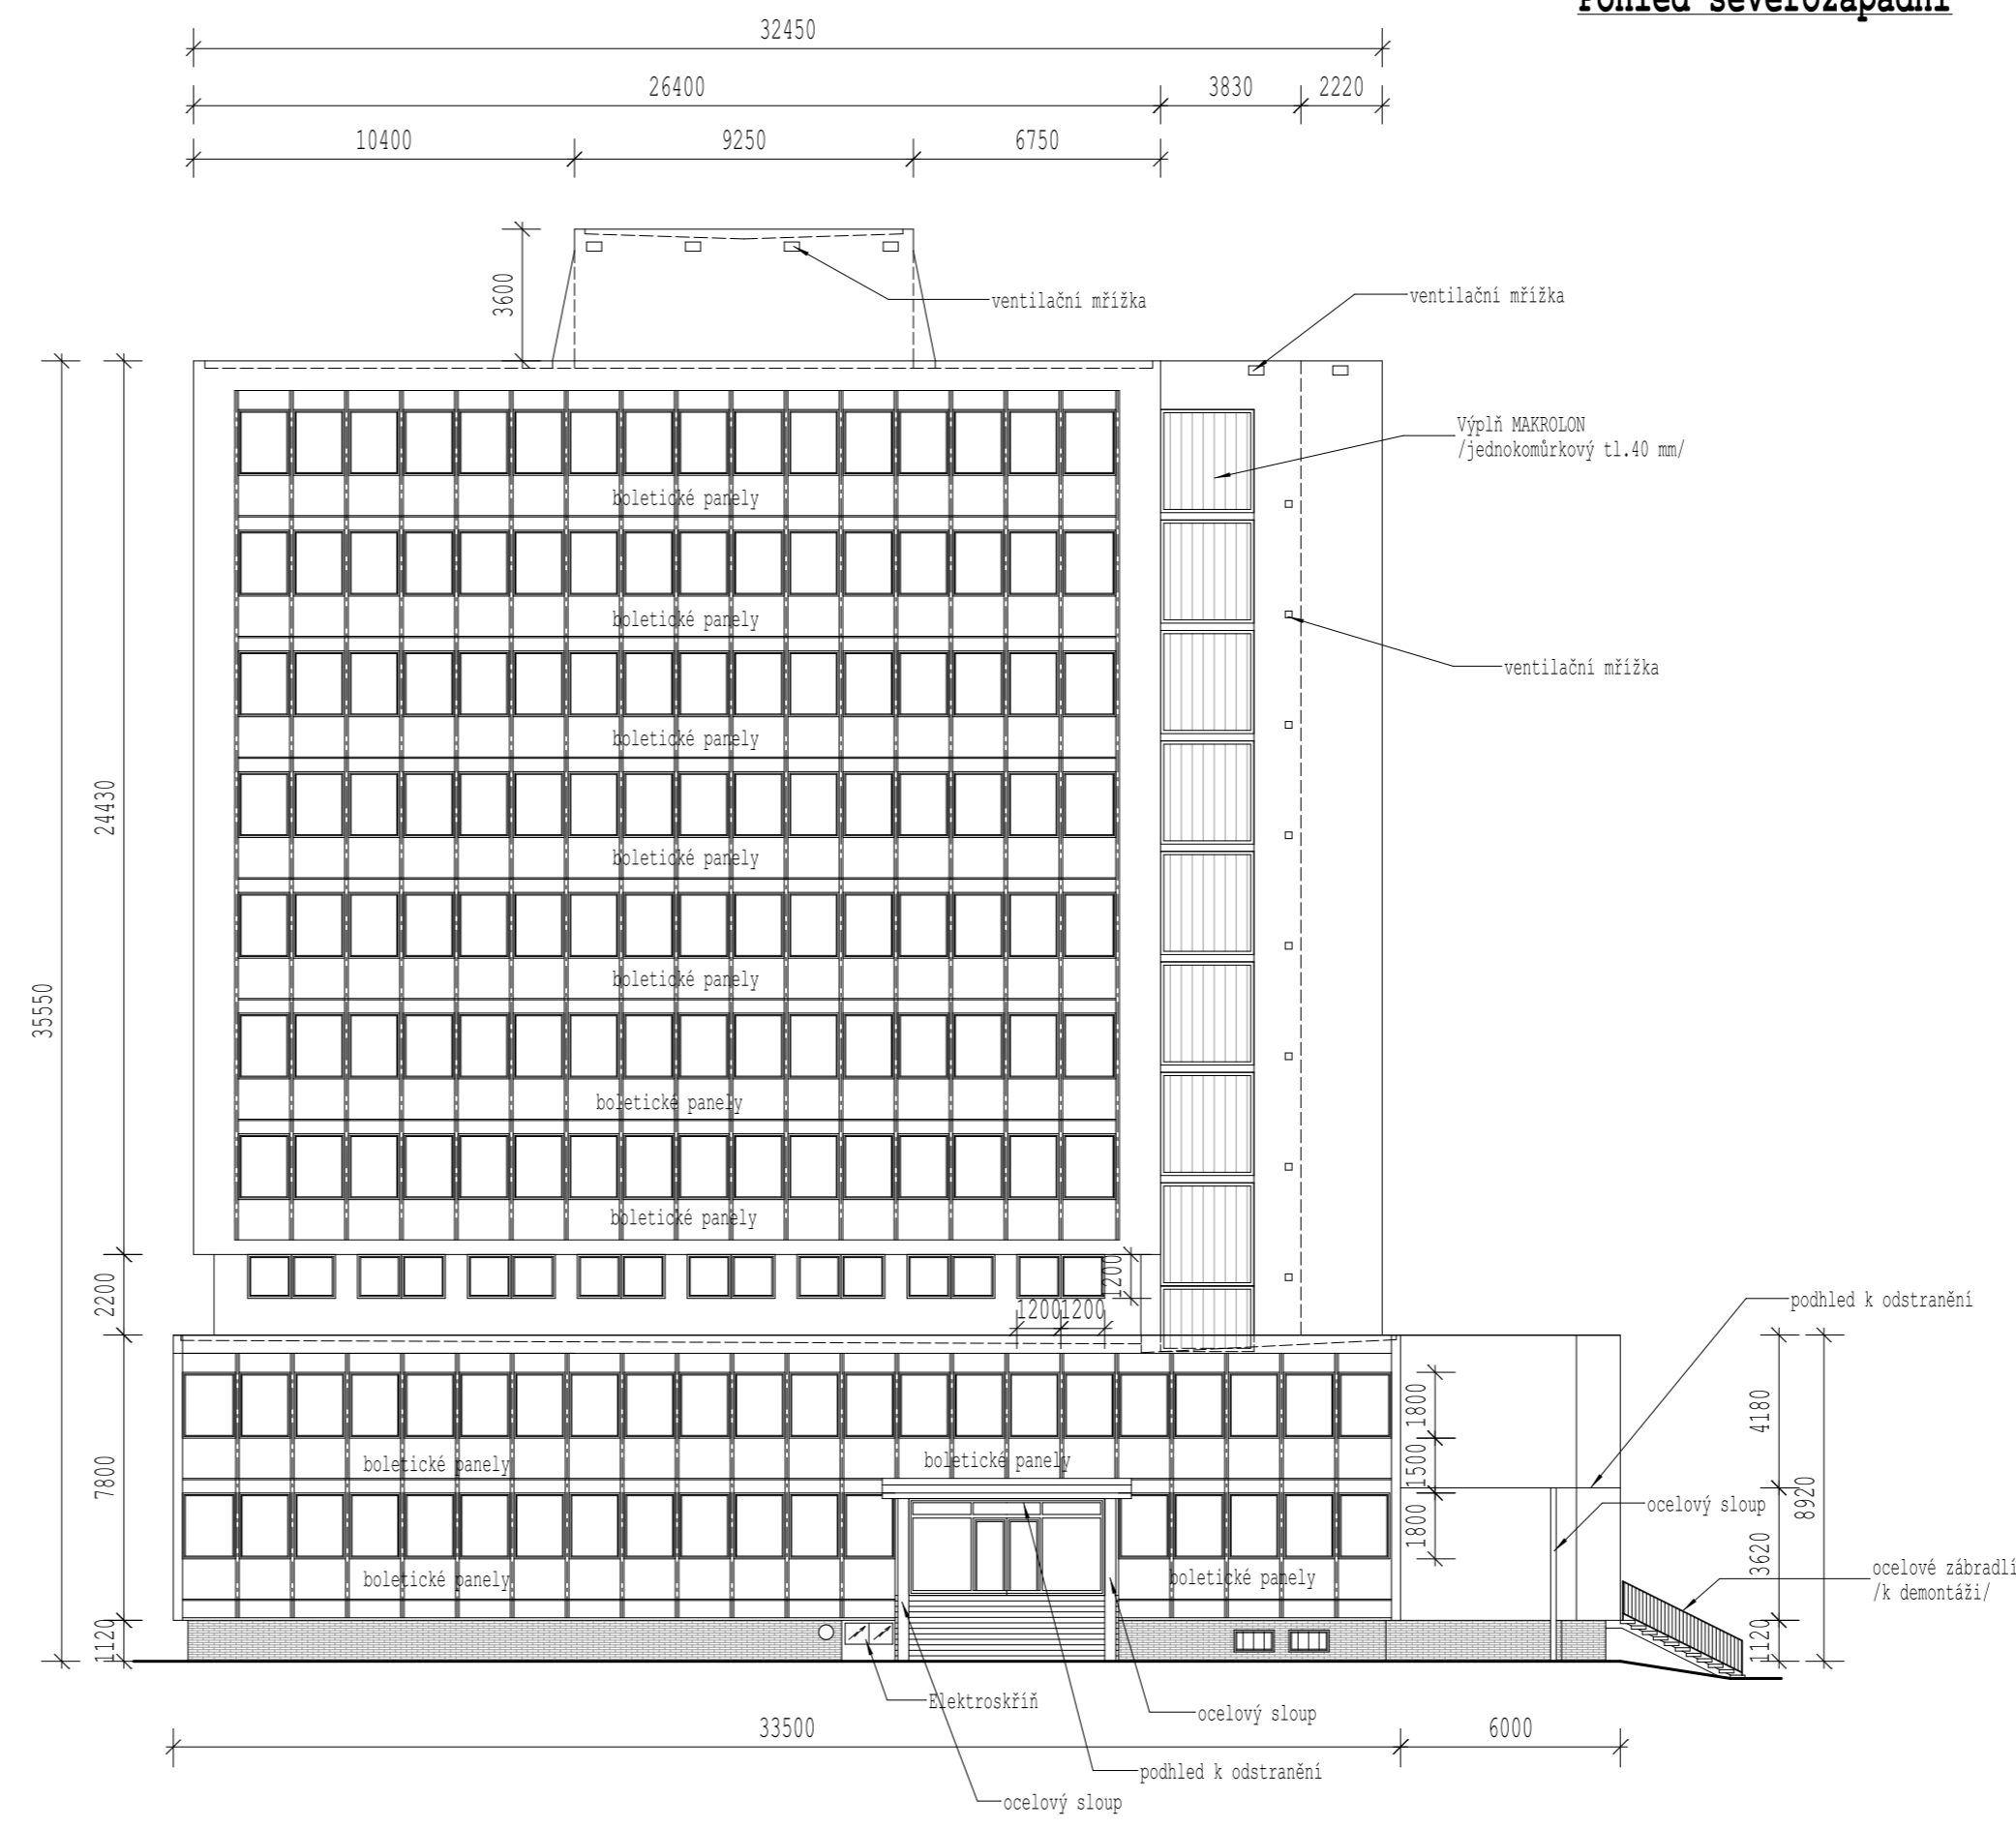 Pohled severozápadní
32450
26400
3830
2220
10400
9250
6750
3600
ventilační mřížka
ventilační mřížka
Výplň MAKROLON
/jednokomůrkový tl.40 mm/
boletické panely
boletické panely
ventilační mřížka
boletické panely
24430
boletické panely
boletické panely
35550
boletické panely
boletické panely
2200
1200
1200
1200
podhled k odstranění
7800
1800
4180
boletické panely
boletické panely
1500
8920
ocelový sloup
1800
3620
boletické panely
boletické panely
ocelové zábradlí
/k demontáži/
1120
1120
Elektroskříň
ocelový sloup
33500
6000
podhled k odstranění
ocelový sloup